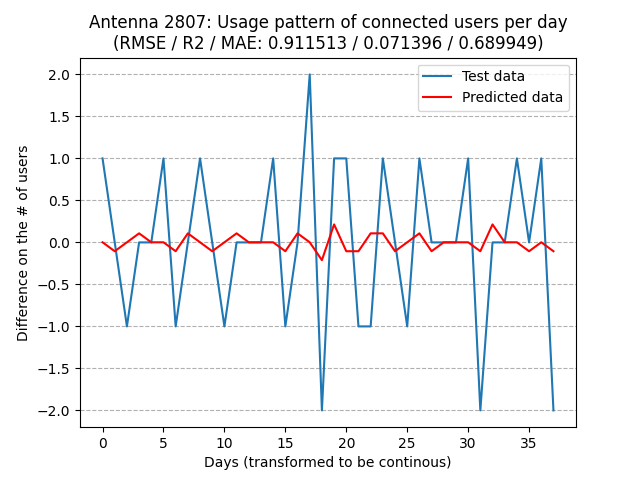 Antenna 2807: Usage pattern of connected users per day
(RMSE / R2 / MAE: 0.911513 / 0.071396 / 0.689949)
Test data
Predicted data
Difference on the # of users
2.0
1.5
1.0
0.5
0.0
−0.5
−1.0
−1.5
−2.0
0 5 10 15 20 25 30 35
Days (transformed to be continous)